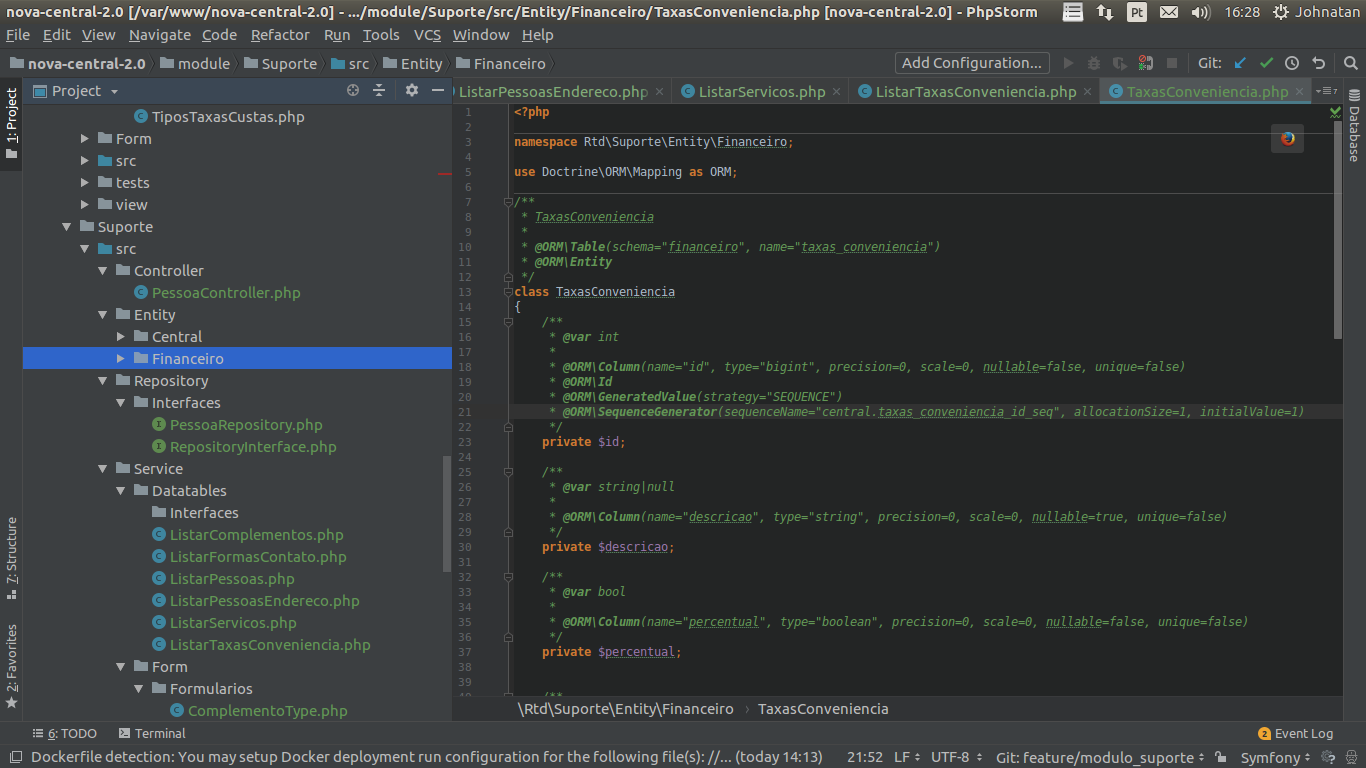 nova-central-2.0 [/var/www/nova-central-2.0] - .../module/Suporte/src/Entity/Financeiro/TaxasConveniencia.php [nova-central-2.0] - PhpStorm
Pt
16:28
Johnatan
File Edit View Navigate Code Refactor Run Tools VCS Window Help
nova-central-2.0 module Suporte src Entity Financeiro
Add Configuration...
Git:
1: Project
Project
ListarPessoasEndereco.php
ListarServicos.php
ListarTaxasConveniencia.php
TaxasConveniencia.php
7
Database
TiposTaxasCustas.php
Form
src
tests
view
Suporte
src
Controller
PessoaController.php
Entity
Central
Financeiro
Repository
Interfaces
PessoaRepository.php
RepositoryInterface.php
Service
Datatables
Interfaces
ListarComplementos.php
ListarFormasContato.php
ListarPessoas.php
ListarPessoasEndereco.php
ListarServicos.php
ListarTaxasConveniencia.php
Form
Formularios
ComplementoType.php
7: Structure
2: Favorites
1 <?php
2
3 namespace Rtd\Suporte\Entity\Financeiro;
4
5 use Doctrine\ORM\Mapping as ORM;
6
7 /**
8 * TaxasConveniencia
9 *
10 * @ORM\Table(schema="financeiro", name="taxas_conveniencia")
11 * @ORM\Entity
12 */
13 class TaxasConveniencia
14 {
15 /**
16 * @var int
17 *
18 * @ORM\Column(name="id", type="bigint", precision=0, scale=0, nullable=false, unique=false)
19 * @ORM\Id
20 * @ORM\GeneratedValue(strategy="SEQUENCE")
21 * @ORM\SequenceGenerator(sequenceName="central.taxas_conveniencia_id_seq", allocationSize=1, initialValue=1)
22 */
23 private $id;
24
25 /**
26 * @var string|null
27 *
28 * @ORM\Column(name="descricao", type="string", precision=0, scale=0, nullable=true, unique=false)
29 */
30 private $descricao;
31
32 /**
33 * @var bool
34 *
35 * @ORM\Column(name="percentual", type="boolean", precision=0, scale=0, nullable=false, unique=false)
36 */
37 private $percentual;
38
39
40 /**
\Rtd\Suporte\Entity\Financeiro TaxasConveniencia
6: TODO Terminal
2 Event Log
Dockerfile detection: You may setup Docker deployment run configuration for the following file(s): //... (today 14:13)
21:52 LF UTF-8 Git: feature/modulo_suporte Symfony